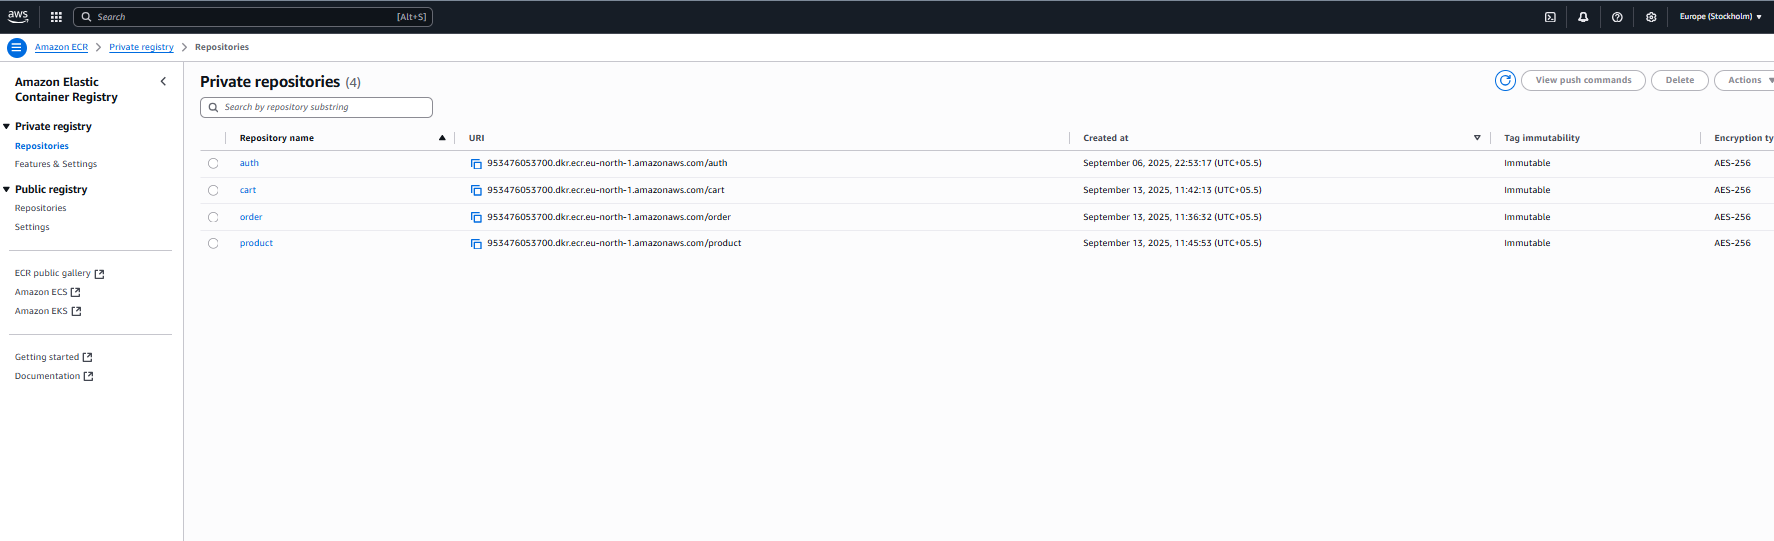 aws Search [Alt+S] Europe (Stockholm)
Amazon ECR Private registry Repositories
Amazon Elastic
Container Registry
Private registry
Repositories
Features & Settings
Public registry
Repositories
Settings
ECR public gallery
Amazon ECS
Amazon EKS
Getting started
Documentation
Private repositories (4) View push commands Delete Actions
Search by repository substring
Repository name URI Created at Tag immutability Encryption ty
auth 953476053700.dkr.ecr.eu-north-1.amazonaws.com/auth September 06, 2025, 22:53:17 (UTC+05.5) Immutable AES-256
cart 953476053700.dkr.ecr.eu-north-1.amazonaws.com/cart September 13, 2025, 11:42:13 (UTC+05.5) Immutable AES-256
order 953476053700.dkr.ecr.eu-north-1.amazonaws.com/order September 13, 2025, 11:36:32 (UTC+05.5) Immutable AES-256
product 953476053700.dkr.ecr.eu-north-1.amazonaws.com/product September 13, 2025, 11:45:53 (UTC+05.5) Immutable AES-256